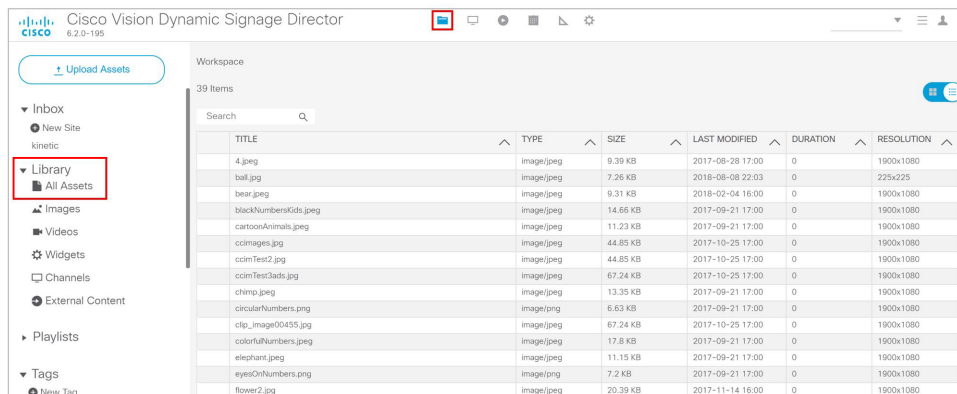 Cisco Vision Dynamic Signage Director
CISCO 6.2.0-195
Upload Assets
Inbox
New Site
kinetic
Library
All Assets
Images
Videos
Widgets
Channels
External Content
Playlists
Tags
New Tag
Workspace
39 Items
Search
TITLE TYPE SIZE LAST MODIFIED DURATION RESOLUTION
4.jpeg image/jpeg 9.39 KB 2017-08-28 17:00 0 1900x1080
ball.jpg image/jpeg 7.26 KB 2018-08-08 22:03 0 225x225
bear.jpeg image/jpeg 9.31 KB 2018-02-04 16:00 0 1900x1080
blackNumbersKids.jpeg image/jpeg 14.66 KB 2017-09-21 17:00 0 1900x1080
cartoonAnimals.jpeg image/jpeg 11.23 KB 2017-09-21 17:00 0 1900x1080
ccimages.jpg image/jpeg 44.85 KB 2017-10-25 17:00 0 1900x1080
ccimTest2.jpg image/jpeg 44.85 KB 2017-10-25 17:00 0 1900x1080
ccimTest3ads.jpg image/jpeg 67.24 KB 2017-10-25 17:00 0 1900x1080
chimp.jpeg image/jpeg 13.35 KB 2017-09-21 17:00 0 1900x1080
circularNumbers.png image/png 6.63 KB 2017-09-21 17:00 0 1900x1080
clip_image00455.jpg image/jpeg 67.24 KB 2017-10-25 17:00 0 1900x1080
colorfulNumbers.jpeg image/jpeg 17.8 KB 2017-09-21 17:00 0 1900x1080
elephant.jpeg image/jpeg 11.15 KB 2017-09-21 17:00 0 1900x1080
eyesOnNumbers.png image/png 7.2 KB 2017-09-21 17:00 0 1900x1080
flower2.jpg image/jpeg 20.39 KB 2017-11-14 16:00 0 1900x1080